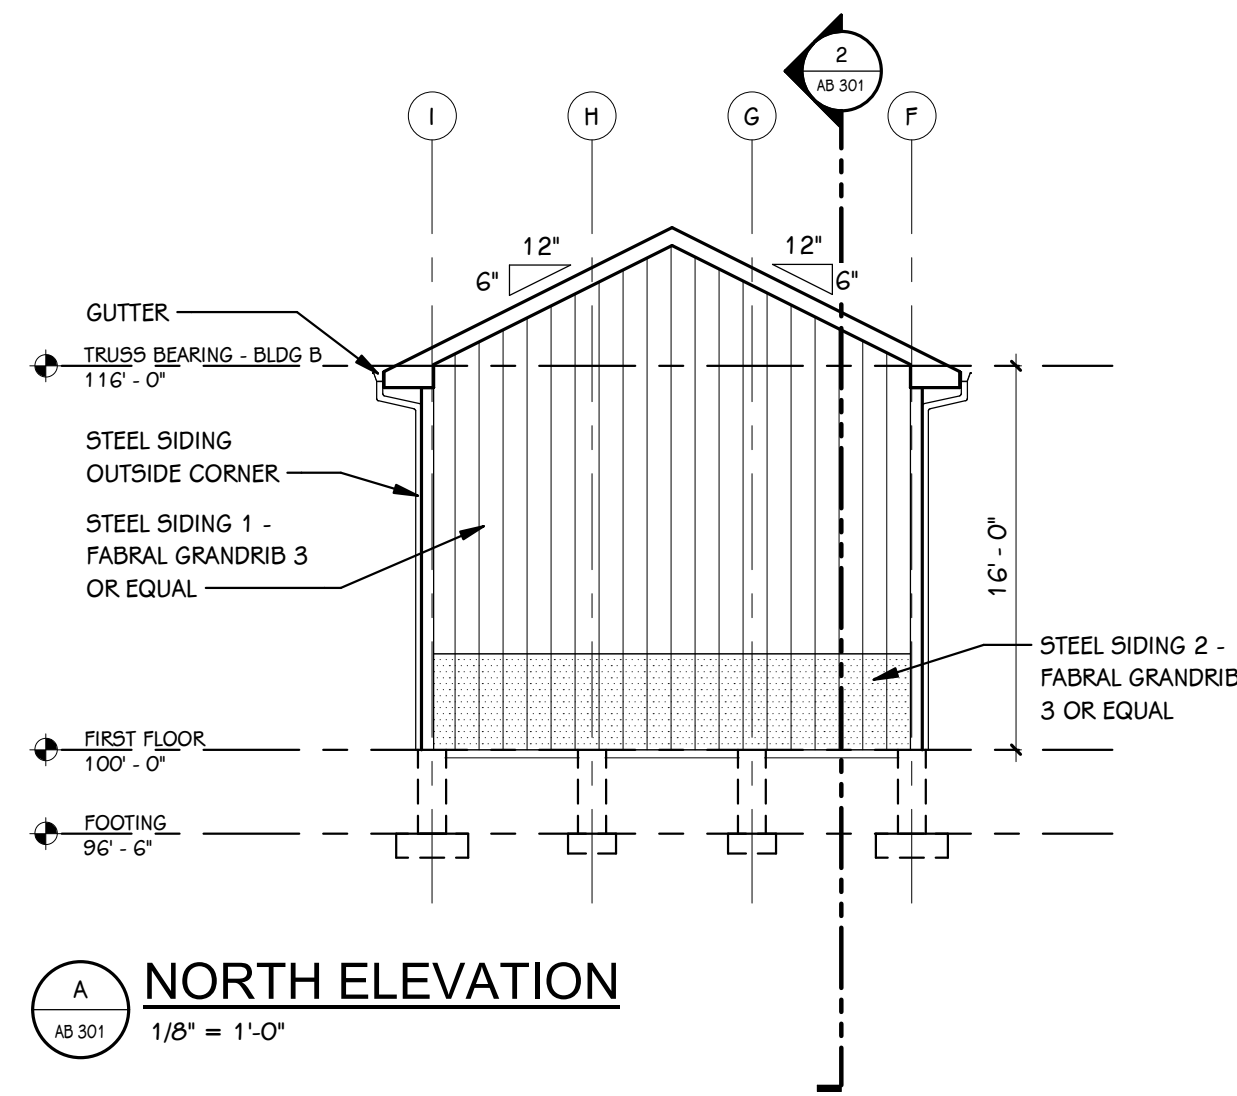 2
AB 301
I
H
G
F
12"
6"
12"
6"
GUTTER
TRUSS BEARING - BLDG B
116' - 0"
STEEL SIDING
OUTSIDE CORNER
STEEL SIDING 1 -
FABRAL GRANDRIB 3
OR EQUAL
16' - 0"
STEEL SIDING 2 -
FABRAL GRANDRIB
3 OR EQUAL
FIRST FLOOR
100' - 0"
FOOTING
96' - 6"
A
AB 301
NORTH ELEVATION
1/8" = 1'-0"